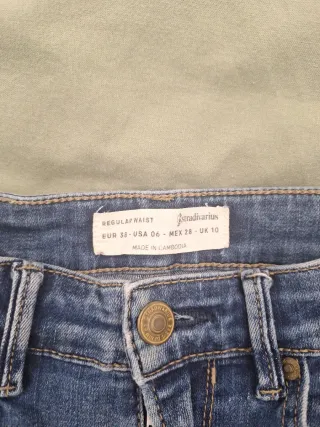 REGULAR WAIST
Stradivarius
EUR 38 - USA 06 - MEX 28 - UK 10
MADE IN CAMBODIA